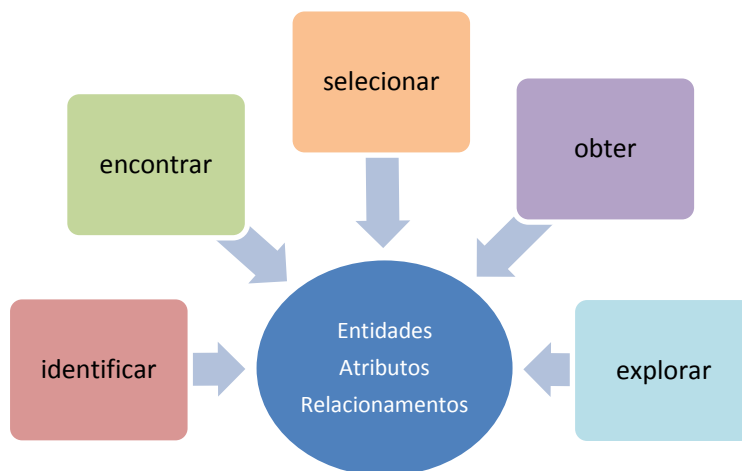 selecionar
encontrar
obter
identificar
Entidades
Atributos
Relacionamentos
explorar